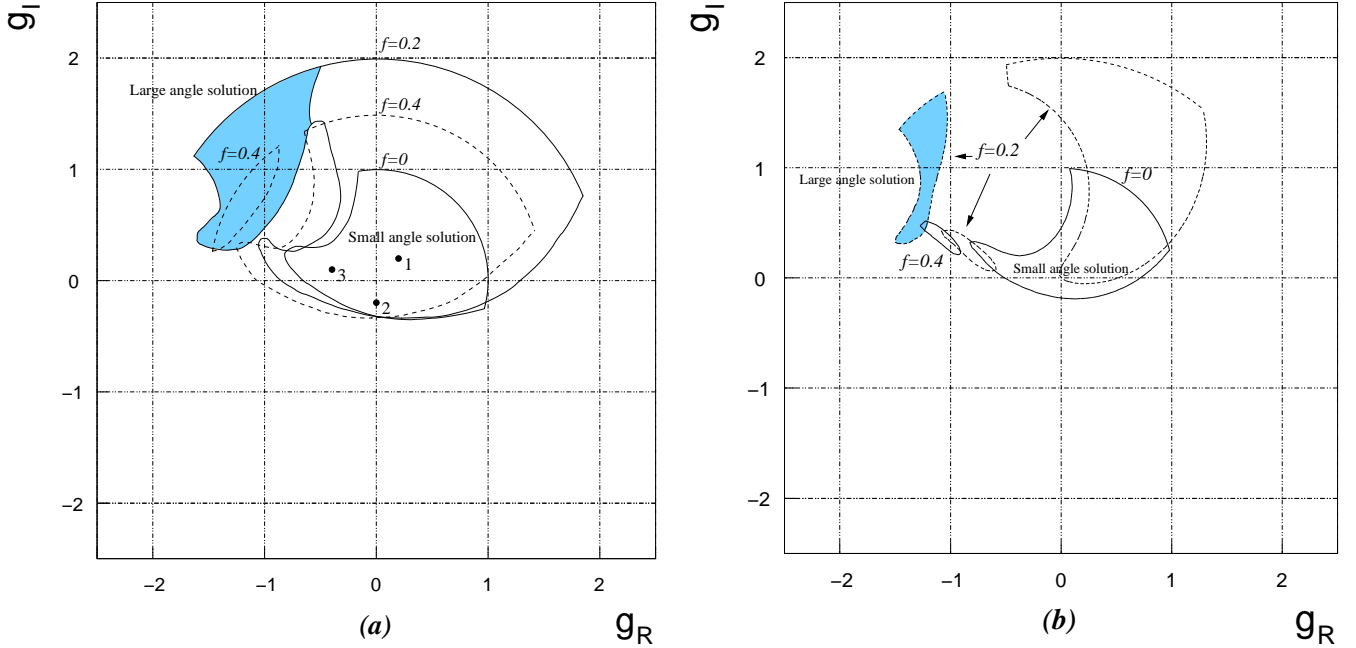 g_I
2
1
0
−1
−2
−2
−1
0
1
2
g_R
f=0.2
Large angle solution
f=0.4
f=0.4
f=0
Small angle solution
1
3
2
(a)
g_I
2
1
0
−1
−2
−2
−1
0
1
2
g_R
f=0.2
f=0
Large angle solution
f=0.4
Small angle solution
(b)